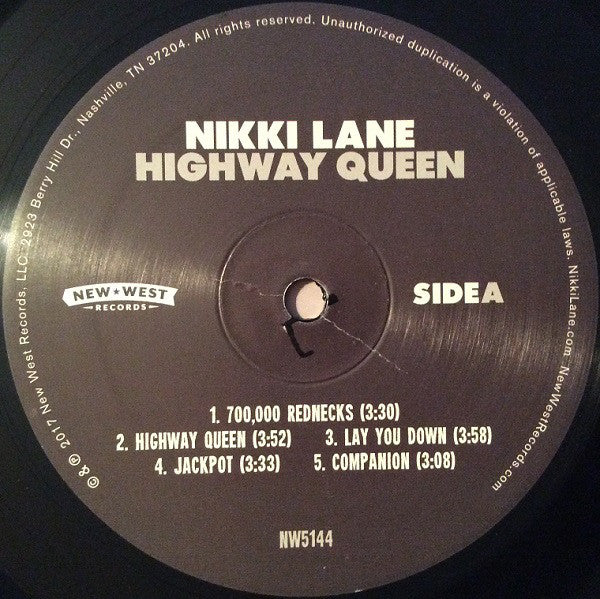 © & ℗ 2017 New West Records, LLC. 2923 Berry Hill Dr., Nashville, TN 37204. All rights reserved. Unauthorized duplication is a violation of applicable laws. NikkiLane.com NewWestRecords.com
NIKKI LANE
HIGHWAY QUEEN
NEW★WEST
RECORDS
SIDE A
1. 700,000 REDNECKS (3:30)
2. HIGHWAY QUEEN (3:52) 3. LAY YOU DOWN (3:58)
4. JACKPOT (3:33) 5. COMPANION (3:08)
NW5144